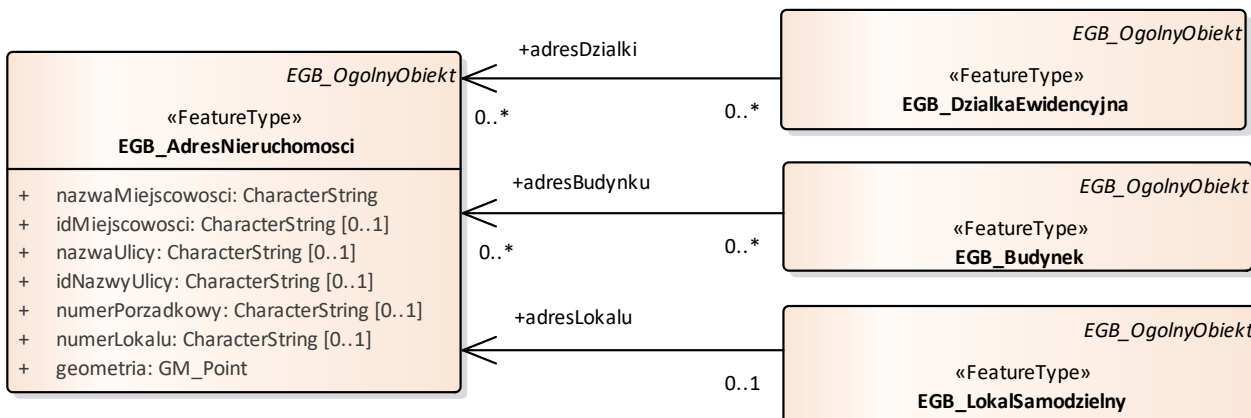 EGB_OgolnyObiekt
«FeatureType»
EGB_AdresNieruchomosci
+ nazwaMiejscowosci: CharacterString
+ idMiejscowosci: CharacterString [0..1]
+ nazwaUlicy: CharacterString [0..1]
+ idNazwyUlicy: CharacterString [0..1]
+ numerPorzadkowy: CharacterString [0..1]
+ numerLokalu: CharacterString [0..1]
+ geometria: GM_Point
+adresDzialki
0..*
0..*
EGB_OgolnyObiekt
«FeatureType»
EGB_DzialkaEwidencyjna
+adresBudynku
0..*
0..*
EGB_OgolnyObiekt
«FeatureType»
EGB_Budynek
+adresLokalu
0..1
EGB_OgolnyObiekt
«FeatureType»
EGB_LokalSamodzielny